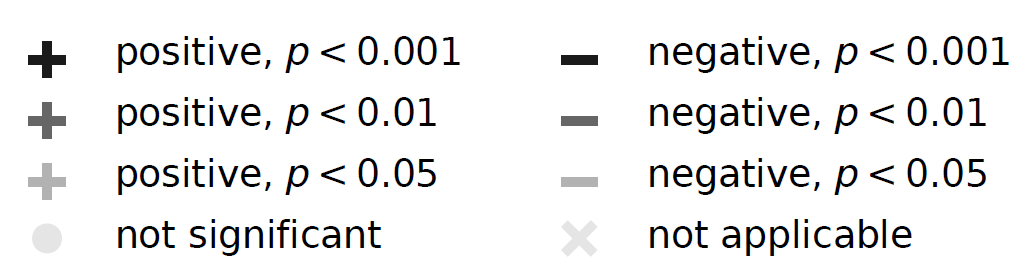 positive, p < 0.001
positive, p < 0.01
positive, p < 0.05
not significant
negative, p < 0.001
negative, p < 0.01
negative, p < 0.05
not applicable